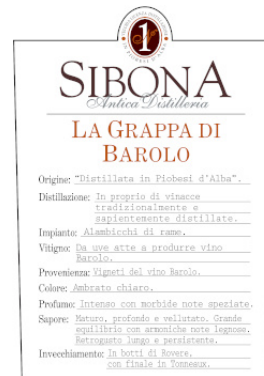 1
SIBONA
Antica Distilleria
LA GRAPPA DI
BAROLO
Origine: "Distillata in Piobesi d'Alba".
Distillazione: In proprio di vinacce
tradizionalmente e
sapientemente distillate.
Impianto: Alambicchi di rame.
Vitigno: Da uve atte a produrre vino
Barolo.
Provenienza: Vigneti del vino Barolo.
Colore: Ambrato chiaro.
Profumo: Intenso con morbide note speziate.
Sapore: Maturo, profondo e vellutato. Grande
equilibrio con armoniche note legnose.
Retrogusto lungo e persistente.
Invecchiamento: In botti di Rovere,
con finale in Tonneaux.